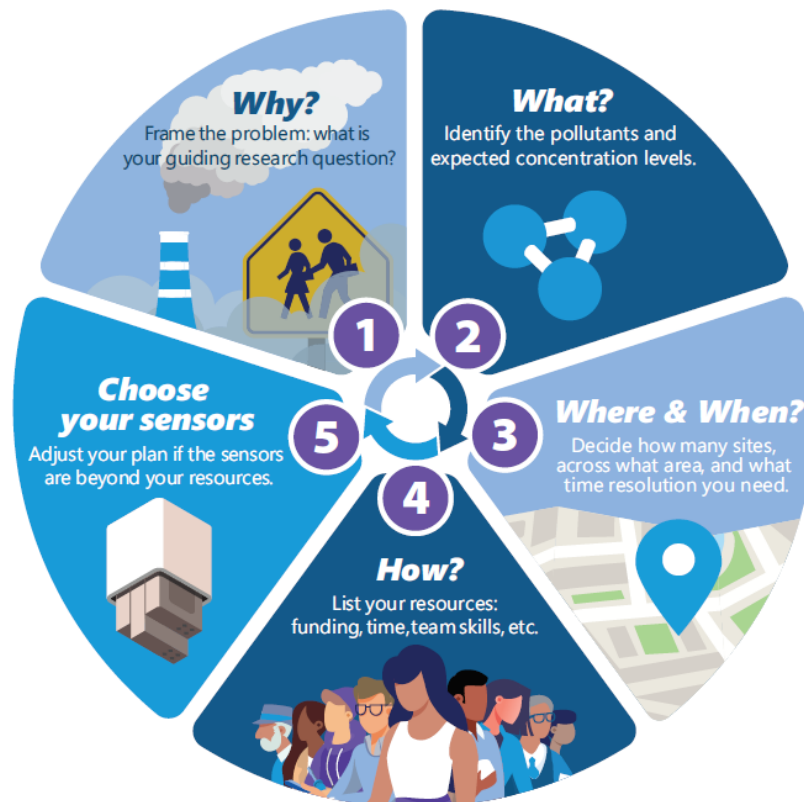 Why?
Frame the problem: what is
your guiding research question?
1
What?
Identify the pollutants and
expected concentration levels.
2
Where & When?
Decide how many sites,
across what area, and what
time resolution you need.
3
How?
List your resources:
funding, time, team skills, etc.
4
Choose
your sensors
Adjust your plan if the sensors
are beyond your resources.
5